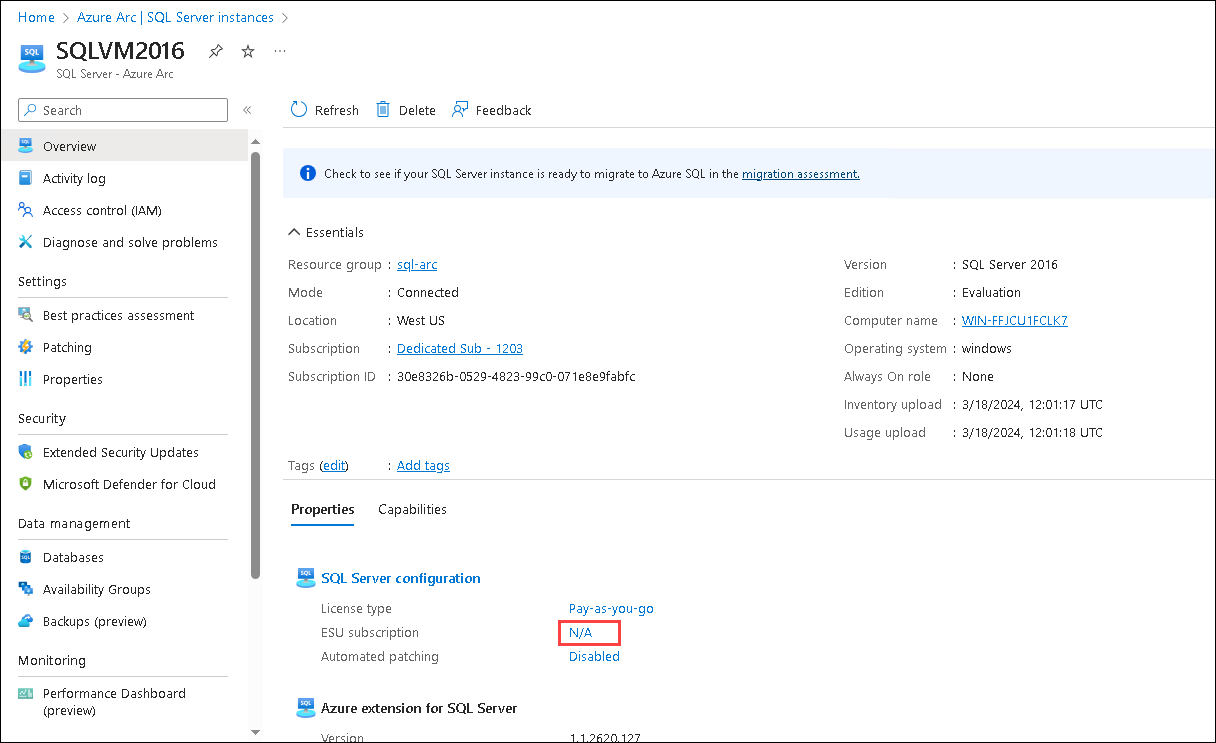 Home > Azure Arc | SQL Server instances >
SQL
SQLVM2016 ...
SQL Server - Azure Arc
Search «
Refresh Delete Feedback
Overview
Activity log
Access control (IAM)
Diagnose and solve problems
Settings
Best practices assessment
Patching
Properties
Security
Extended Security Updates
Microsoft Defender for Cloud
Data management
Databases
Availability Groups
Backups (preview)
Monitoring
Performance Dashboard
(preview)
Check to see if your SQL Server instance is ready to migrate to Azure SQL in the migration assessment.
Essentials
Resource group : sql-arc
Mode : Connected
Location : West US
Subscription : Dedicated Sub - 1203
Subscription ID : 30e8326b-0529-4823-99c0-071e8e9fabfc
Version : SQL Server 2016
Edition : Evaluation
Computer name : WIN-FFJCU1FCLK7
Operating system : windows
Always On role : None
Inventory upload : 3/18/2024, 12:01:17 UTC
Usage upload : 3/18/2024, 12:01:18 UTC
Tags (edit) : Add tags
Properties Capabilities
SQL Server configuration
License type Pay-as-you-go
ESU subscription N/A
Automated patching Disabled
Azure extension for SQL Server
Version 1.1.2620.127